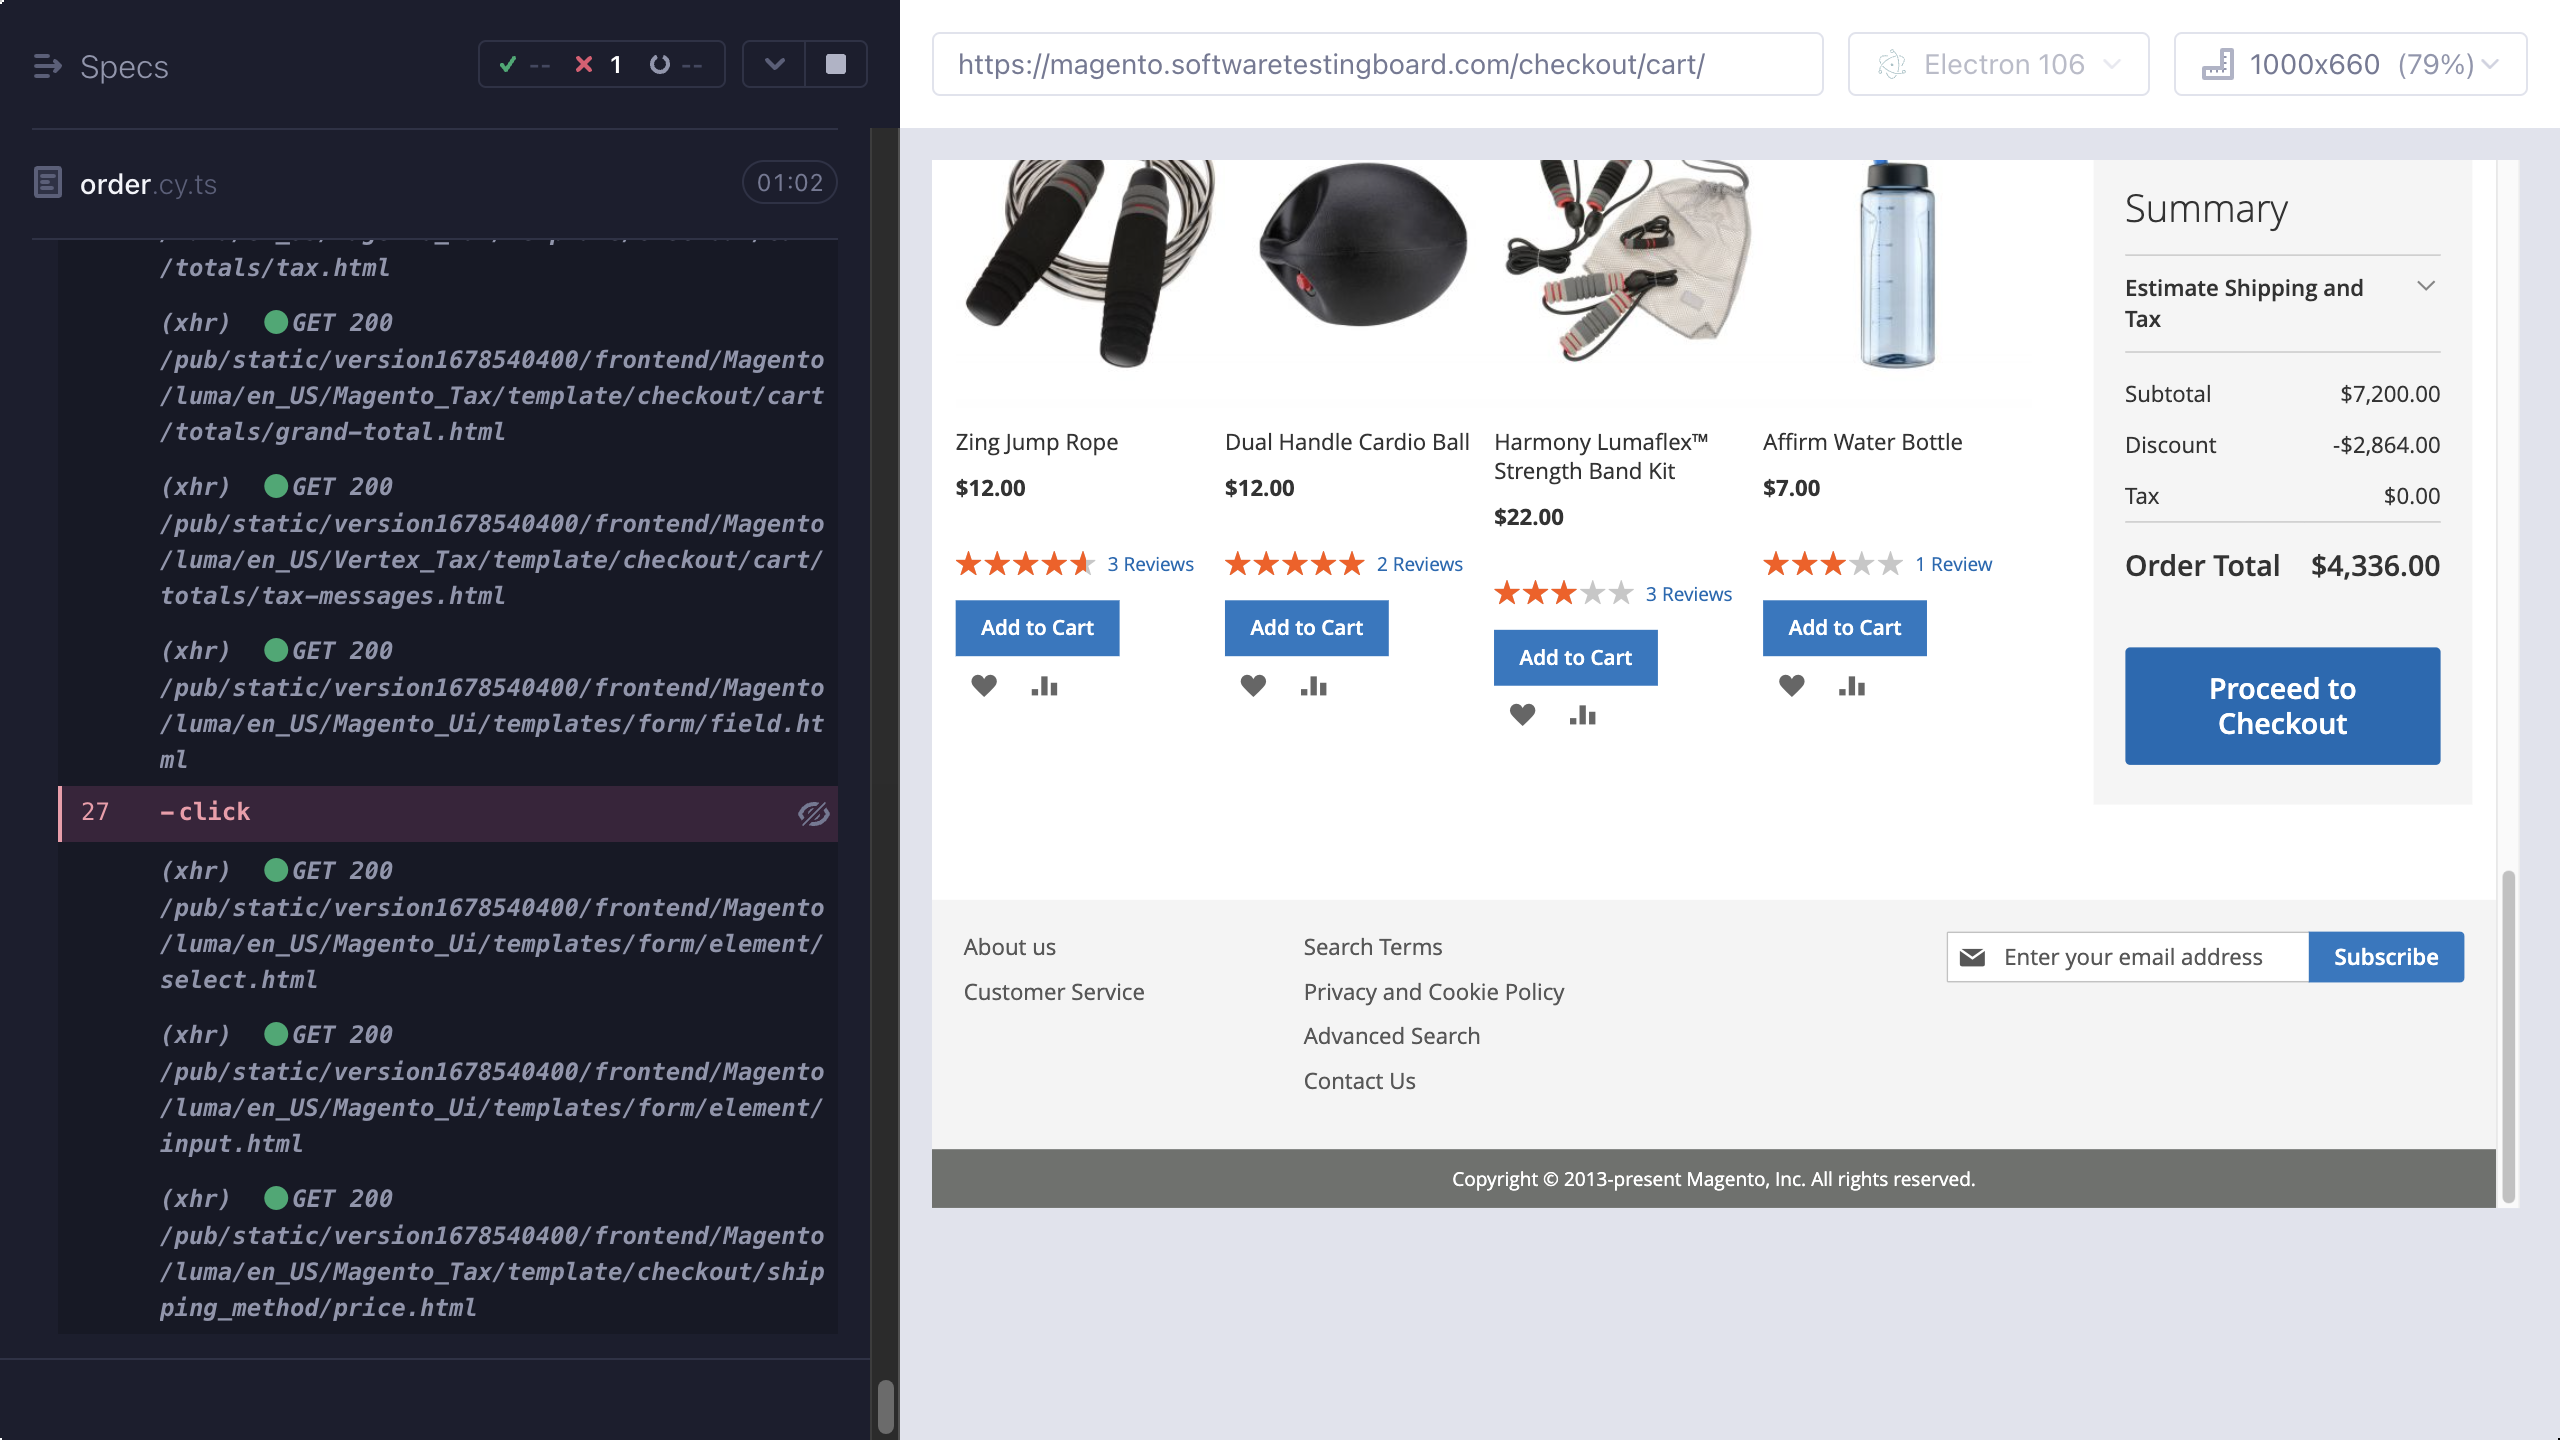 Specs
-- 1 --
https://magento.softwaretestingboard.com/checkout/cart/
Electron 106
1000x660 (79%)
order.cy.ts
01:02
/totals/tax.html
(xhr) GET 200
/pub/static/version1678540400/frontend/Magento
/luma/en_US/Magento_Tax/template/checkout/cart
/totals/grand-total.html
(xhr) GET 200
/pub/static/version1678540400/frontend/Magento
/luma/en_US/Vertex_Tax/template/checkout/cart/
totals/tax-messages.html
(xhr) GET 200
/pub/static/version1678540400/frontend/Magento
/luma/en_US/Magento_Ui/templates/form/field.ht
ml
27 -click
(xhr) GET 200
/pub/static/version1678540400/frontend/Magento
/luma/en_US/Magento_Ui/templates/form/element/
select.html
(xhr) GET 200
/pub/static/version1678540400/frontend/Magento
/luma/en_US/Magento_Ui/templates/form/element/
input.html
(xhr) GET 200
/pub/static/version1678540400/frontend/Magento
/luma/en_US/Magento_Tax/template/checkout/ship
ping_method/price.html
Zing Jump Rope
$12.00
3 Reviews
Add to Cart
Dual Handle Cardio Ball
$12.00
2 Reviews
Add to Cart
Harmony Lumaflex™
Strength Band Kit
$22.00
3 Reviews
Add to Cart
Affirm Water Bottle
$7.00
1 Review
Add to Cart
Summary
Estimate Shipping and
Tax
Subtotal $7,200.00
Discount -$2,864.00
Tax $0.00
Order Total $4,336.00
Proceed to
Checkout
About us
Customer Service
Search Terms
Privacy and Cookie Policy
Advanced Search
Contact Us
Enter your email address
Subscribe
Copyright © 2013-present Magento, Inc. All rights reserved.